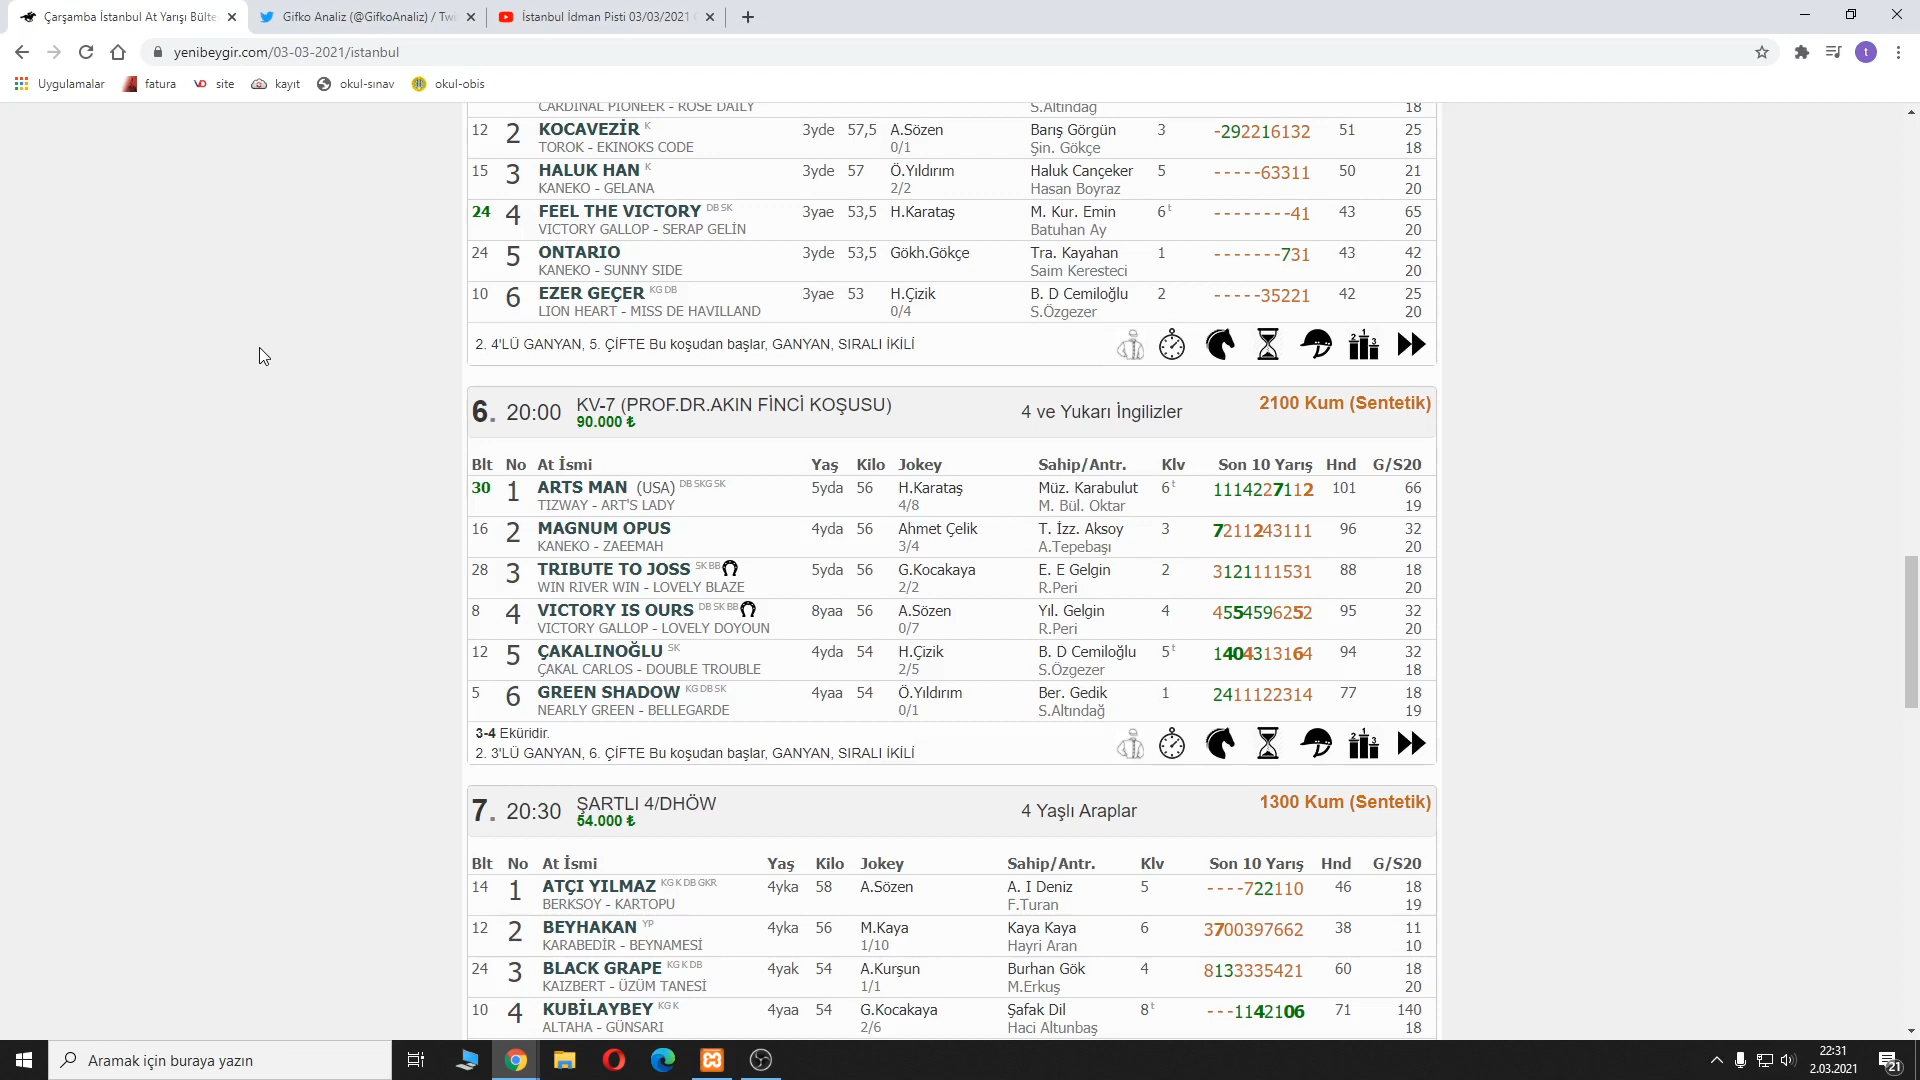 Çarşamba İstanbul At Yarışı Bülte
Gifko Analiz (@GifkoAnaliz) / Twi
İstanbul İdman Pisti 03/03/2021
yenibeygir.com/03-03-2021/istanbul
t
Uygulamalar fatura VD site kayıt okul-sınav okul-obis
CARDINAL PIONEER - ROSE DAILY S.Altındağ 18
12 2 KOCAVEZİR K 3yde 57,5 A.Sözen Barış Görgün 3 -292216132 51 25
TOROK - EKINOKS CODE 0/1 Şin. Gökçe 18
15 3 HALUK HAN K 3yde 57 Ö.Yıldırım Haluk Cançeker 5 - - - - -63311 50 21
KANEKO - GELANA 2/2 Hasan Boyraz 20
24 4 FEEL THE VICTORY DB SK 3yae 53,5 H.Karataş M. Kur. Emin 6 t - - - - - - - -41 43 65
VICTORY GALLOP - SERAP GELİN Batuhan Ay 20
24 5 ONTARIO 3yde 53,5 Gökh.Gökçe Tra. Kayahan 1 - - - - - - -731 43 42
KANEKO - SUNNY SIDE Saim Keresteci 20
10 6 EZER GEÇER KG DB 3yae 53 H.Çizik B. D Cemiloğlu 2 - - - - -35221 42 25
LION HEART - MISS DE HAVILLAND 0/4 S.Özgezer 20
2. 4'LÜ GANYAN, 5. ÇİFTE Bu koşudan başlar, GANYAN, SIRALI İKİLİ
6. 20:00 KV-7 (PROF.DR.AKIN FİNCİ KOŞUSU) 4 ve Yukarı İngilizler 2100 Kum (Sentetik)
90.000 ₺
Blt No At İsmi Yaş Kilo Jokey Sahip/Antr. Klv Son 10 Yarış Hnd G/S20
30 1 ARTS MAN (USA) DB SKG SK 5yda 56 H.Karataş Müz. Karabulut 6 t 1114227112 101 66
TIZWAY - ART'S LADY 4/8 M. Bül. Oktar 19
16 2 MAGNUM OPUS 4yda 56 Ahmet Çelik T. İzz. Aksoy 3 7211243111 96 32
KANEKO - ZAEEMAH 3/4 A.Tepebaşı 20
28 3 TRIBUTE TO JOSS SK BB 5yda 56 G.Kocakaya E. E Gelgin 2 3121111531 88 18
WIN RIVER WIN - LOVELY BLAZE 2/2 R.Peri 20
8 4 VICTORY IS OURS DB SK BB 8yaa 56 A.Sözen Yıl. Gelgin 4 4554596252 95 32
VICTORY GALLOP - LOVELY DOYOUN 0/7 R.Peri 20
12 5 ÇAKALINOĞLU SK 4yda 54 H.Çizik B. D Cemiloğlu 5 t 1404313164 94 32
ÇAKAL CARLOS - DOUBLE TROUBLE 2/5 S.Özgezer 18
5 6 GREEN SHADOW KG DB SK 4yaa 54 Ö.Yıldırım Ber. Gedik 1 2411122314 77 18
NEARLY GREEN - BELLEGARDE 0/1 S.Altındağ 19
3-4 Eküridir.
2. 3'LÜ GANYAN, 6. ÇİFTE Bu koşudan başlar, GANYAN, SIRALI İKİLİ
7. 20:30 ŞARTLI 4/DHÖW 4 Yaşlı Araplar 1300 Kum (Sentetik)
54.000 ₺
Blt No At İsmi Yaş Kilo Jokey Sahip/Antr. Klv Son 10 Yarış Hnd G/S20
14 1 ATÇI YILMAZ KG K DB GKR 4yka 58 A.Sözen A. I Deniz 5 - - - -722110 46 18
BERKSOY - KARTOPU F.Turan 19
12 2 BEYHAKAN YP 4yka 56 M.Kaya Kaya Kaya 6 3700397662 38 11
KARABEDİR - BEYNAMESİ 1/10 Hayri Aran 10
24 3 BLACK GRAPE KG K DB 4yak 54 A.Kurşun Burhan Gök 4 8133335421 60 18
KAIZBERT - ÜZÜM TANESİ 1/1 M.Erkuş 20
10 4 KUBİLAYBEY KG K 4yaa 54 G.Kocakaya Şafak Dil 8 t - - -1142106 71 140
ALTAHA - GÜNSARI 2/6 Haci Altunbaş 18
Aramak için buraya yazın
22:31
2.03.2021
21